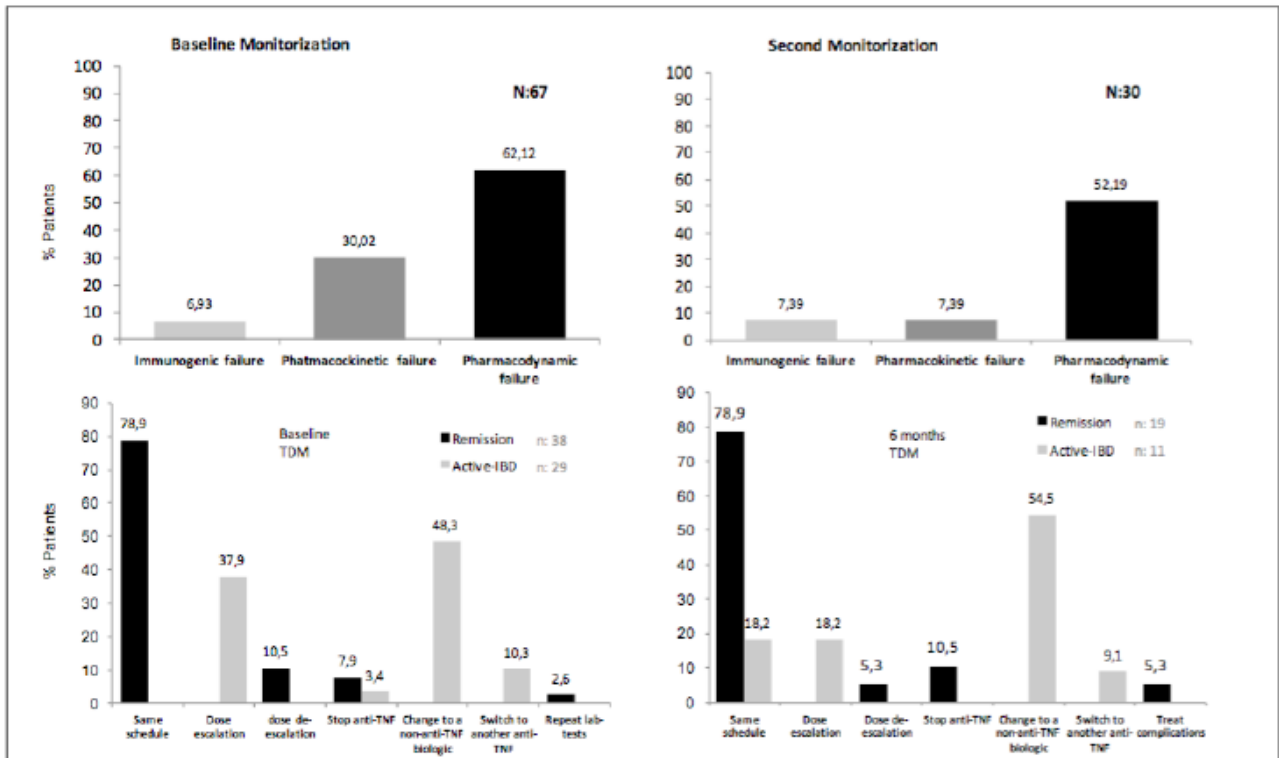 Baseline Monitorization
100
90
80
70
60
50
40
30
20
10
0
% Patients
N:67
6,93
30,02
62,12
Immunogenic failure
Phatmacockinetic failure
Pharmacodynamic
failure
Second Monitorization
100
90
80
70
60
50
40
30
20
10
0
N:30
7,39
7,39
52,19
Immunogenic failure
Pharmacokinetic failure
Pharmacodynamic
failure
90
80
70
60
50
40
30
20
10
0
% Patients
Baseline
TDM
Remission n: 38
Active-IBD n: 29
78,9
37,9
10,5
7,9
3,4
48,3
10,3
2,6
Same
schedule
Dose
escalation
dose de-
escalation
Stop anti-TNF
Change to a
non-anti-TNF
biologic
Switch to
another anti-
TNF
Repeat lab-
tests
90
80
70
60
50
40
30
20
10
0
6 months
TDM
Remission n: 19
Active-IBD n: 11
78,9
18,2
18,2
5,3
10,5
54,5
9,1
5,3
Same
schedule
Dose
escalation
Dose de-
escalation
Stop anti-TNF
Change to a
non-anti-TNF
biologic
Switch to
another anti-
TNF
Treat
complications